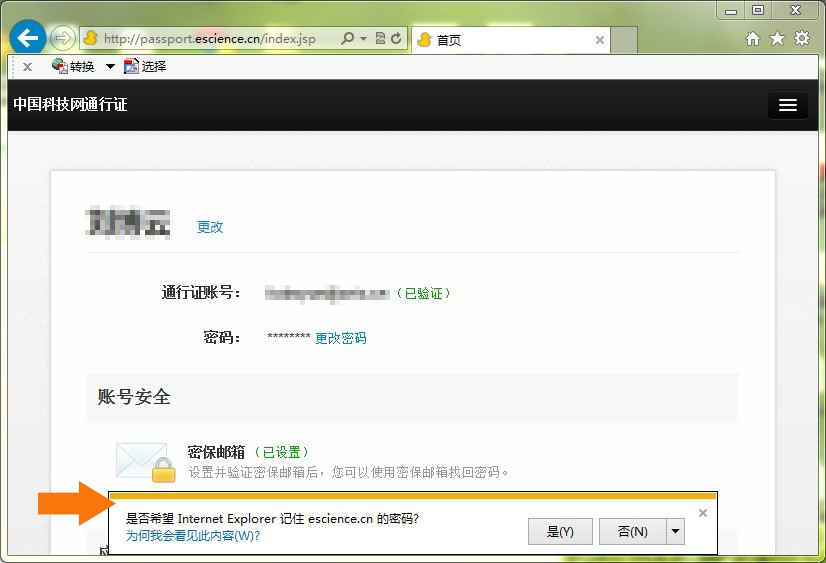 http://passport.escience.cn/index.jsp
首页
转换
选择
中国科技网通行证
更改
通行证账号：
（已验证）
密码： ******** 更改密码
账号安全
密保邮箱 （已设置）
设置并验证密保邮箱后，您可以使用密保邮箱找回密码。
是否希望 Internet Explorer 记住 escience.cn 的密码?
为何我会看见此内容(W)?
是(Y)
否(N)